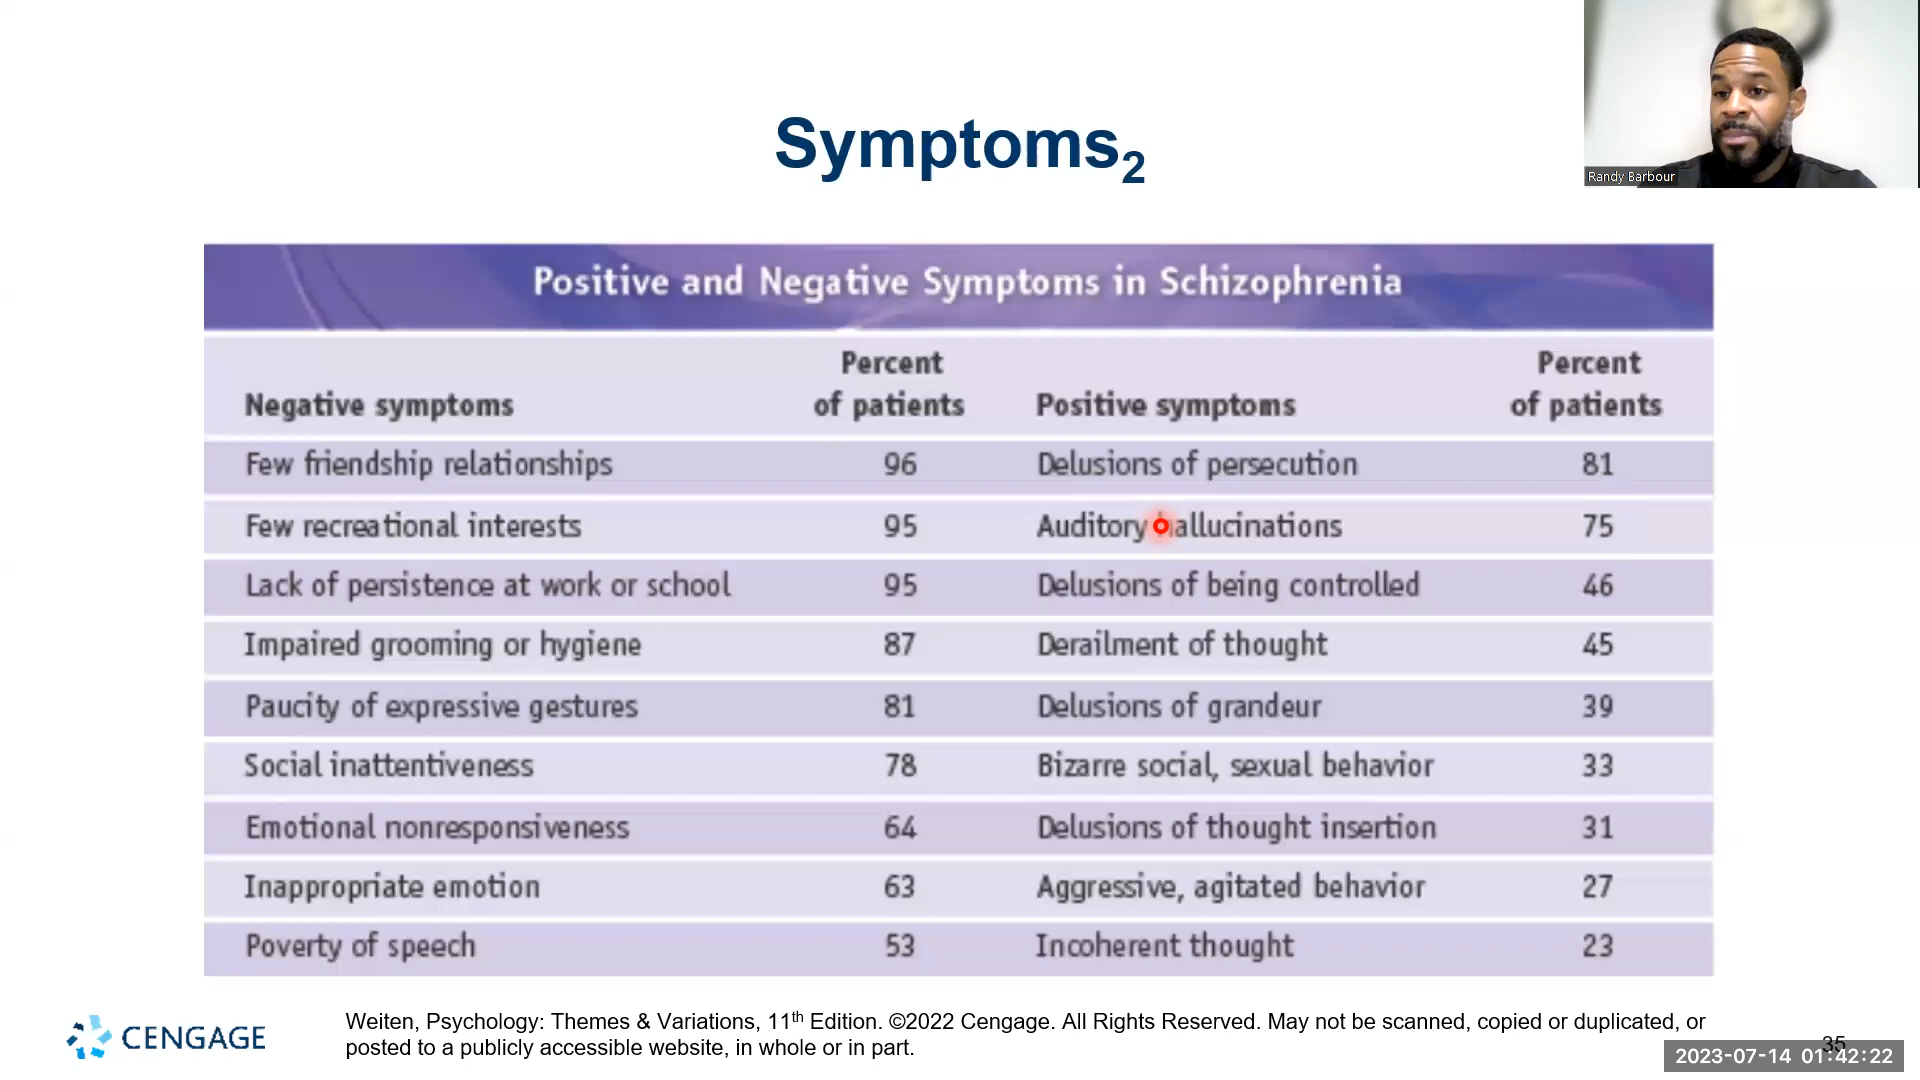 Randy Barbour
Symptoms2
Positive and Negative Symptoms in Schizophrenia
Negative symptoms Percent of patients Positive symptoms Percent of patients
Few friendship relationships 96 Delusions of persecution 81
Few recreational interests 95 Auditory hallucinations 75
Lack of persistence at work or school 95 Delusions of being controlled 46
Impaired grooming or hygiene 87 Derailment of thought 45
Paucity of expressive gestures 81 Delusions of grandeur 39
Social inattentiveness 78 Bizarre social, sexual behavior 33
Emotional nonresponsiveness 64 Delusions of thought insertion 31
Inappropriate emotion 63 Aggressive, agitated behavior 27
Poverty of speech 53 Incoherent thought 23
CENGAGE
Weiten, Psychology: Themes & Variations, 11th Edition. ©2022 Cengage. All Rights Reserved. May not be scanned, copied or duplicated, or
posted to a publicly accessible website, in whole or in part.
35
2023-07-14 01:42:22